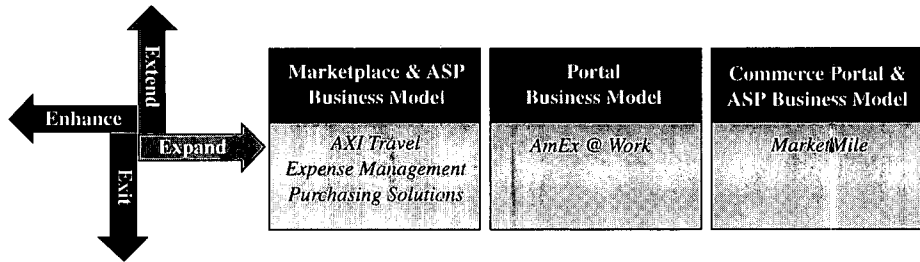 Extend
Enhance
Expand
Exit
Marketplace & ASP
Business Model
AXI Travel
Expense Management
Purchasing Solutions
Portal
Business Model
AmEx @ Work
Commerce Portal &
ASP Business Model
MarketMile